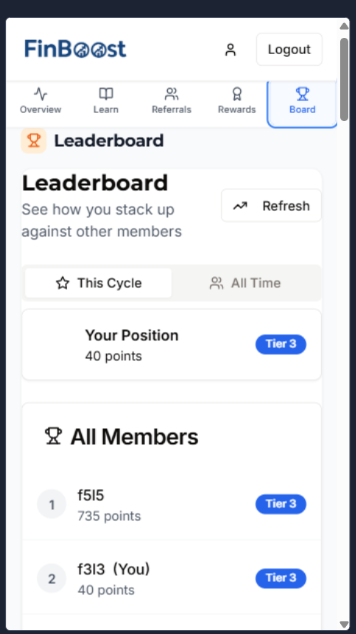 FinBoost
Logout
Overview
Learn
Referrals
Rewards
Board
Leaderboard
Leaderboard
See how you stack up
against other members
Refresh
This Cycle
All Time
Your Position
40 points
Tier 3
All Members
1
f5l5
735 points
Tier 3
2
f3l3 (You)
40 points
Tier 3